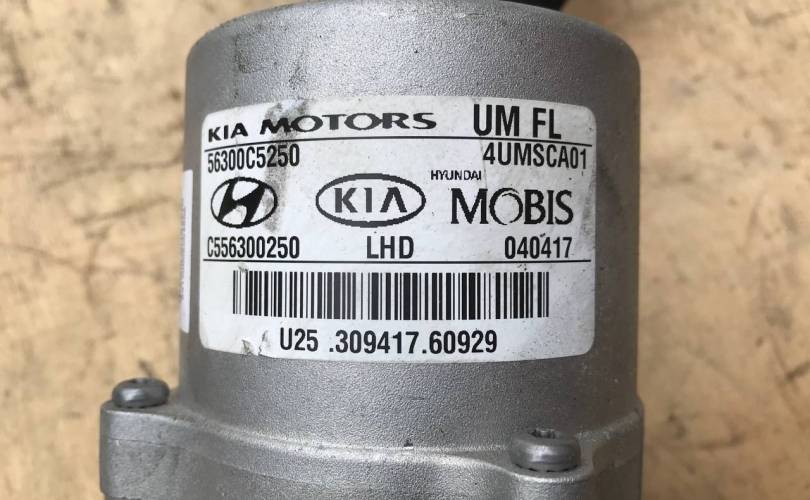 KIA MOTORS UM FL
56300C5250 4UMSCA01
HYUNDAI
KIA MOBIS
C556300250 LHD 040417
U25 .309417.60929